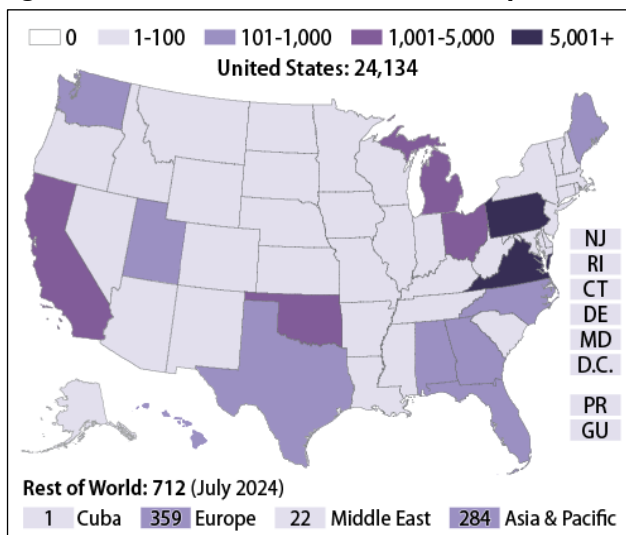 0 1-100 101-1,000 1,001-5,000 5,001+
United States: 24,134
NJ
RI
CT
DE
MD
D.C.
PR
GU
Rest of World: 712 (July 2024)
1 Cuba 359 Europe 22 Middle East 284 Asia & Pacific